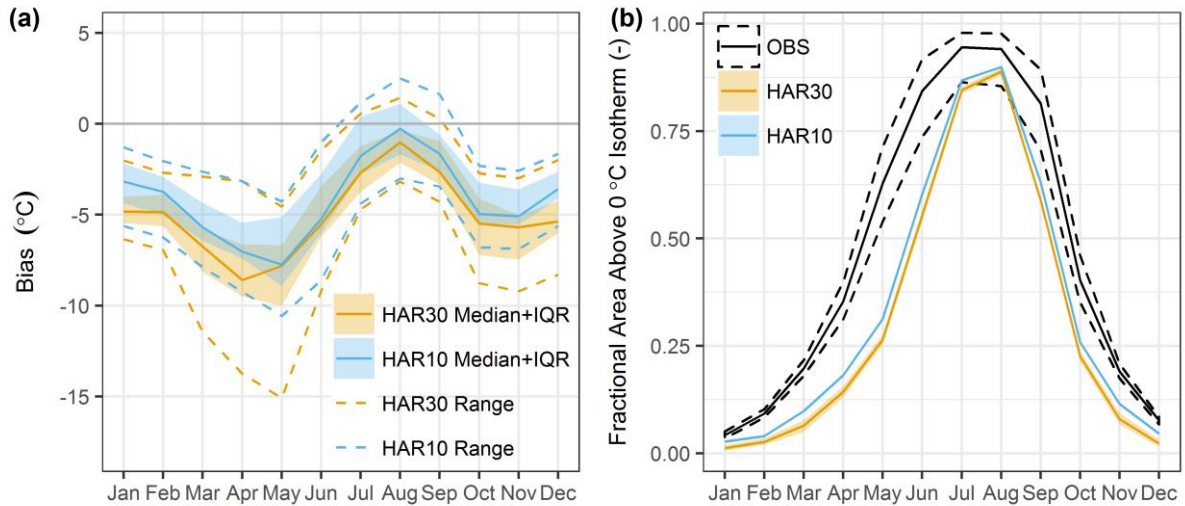 (a)
5
0
-5
-10
-15
Bias (°C)
HAR30 Median+IQR
HAR10 Median+IQR
HAR30 Range
HAR10 Range
Jan Feb Mar Apr May Jun Jul Aug Sep Oct Nov Dec
(b)
1.00
0.75
0.50
0.25
0.00
Fractional Area Above 0 °C Isotherm (-)
OBS
HAR30
HAR10
Jan Feb Mar Apr May Jun Jul Aug Sep Oct Nov Dec